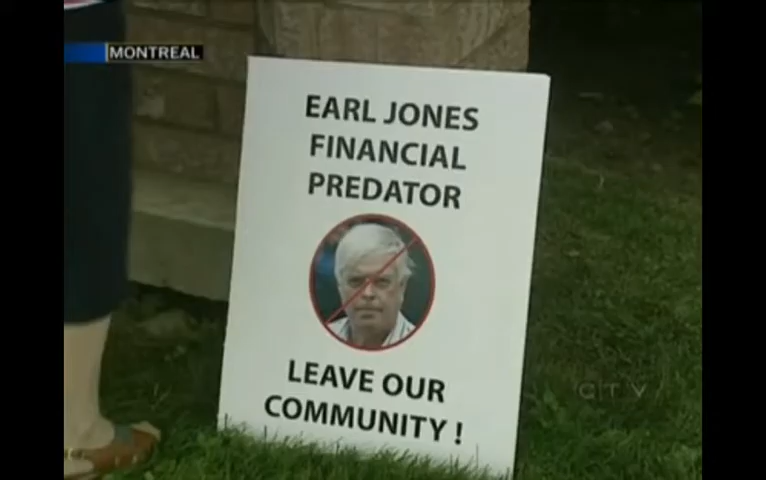 MONTREAL
EARL JONES
FINANCIAL
PREDATOR
LEAVE OUR
COMMUNITY !
CTV